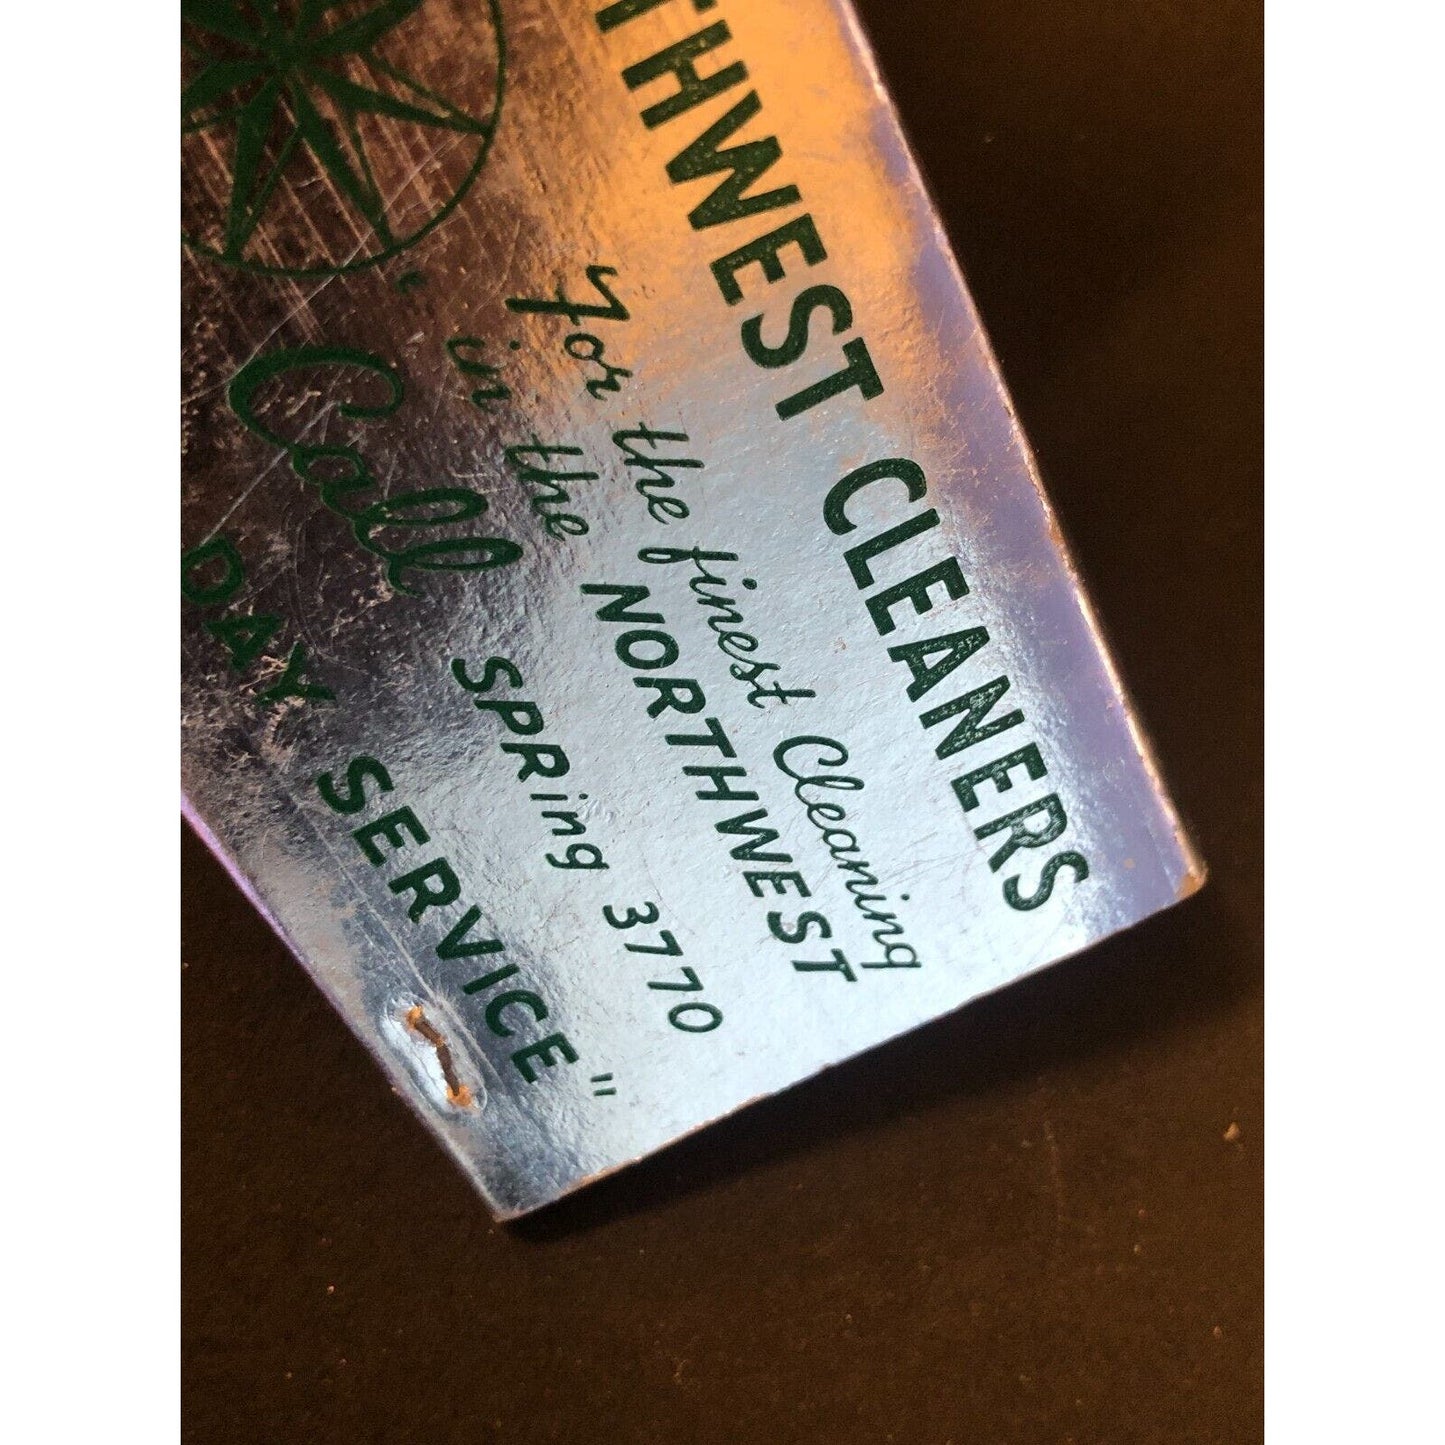 THWEST CLEANERS
For the finest Cleaning
"in the NORTHWEST
Call SPRing 3770
DAY SERVICE"